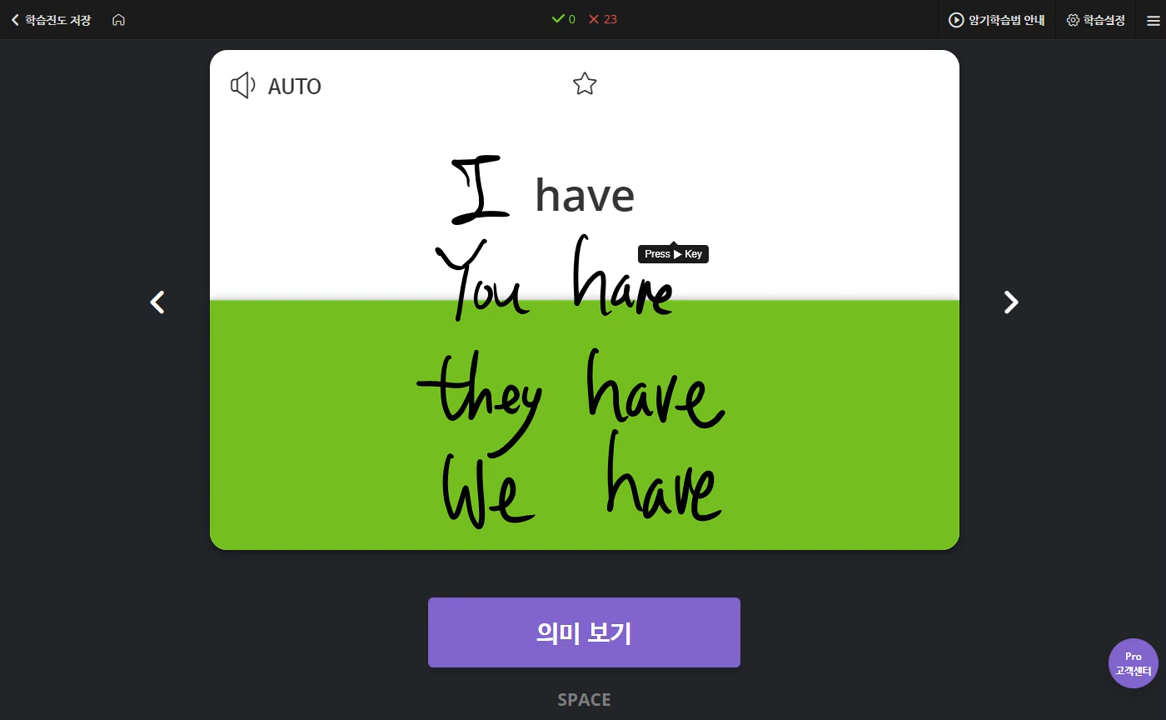 학습진도 저장 0 23 암기학습법 안내 학습설정
AUTO
I have
Press ▶ Key
You have
they have
We have
의미 보기
SPACE
Pro
고객센터